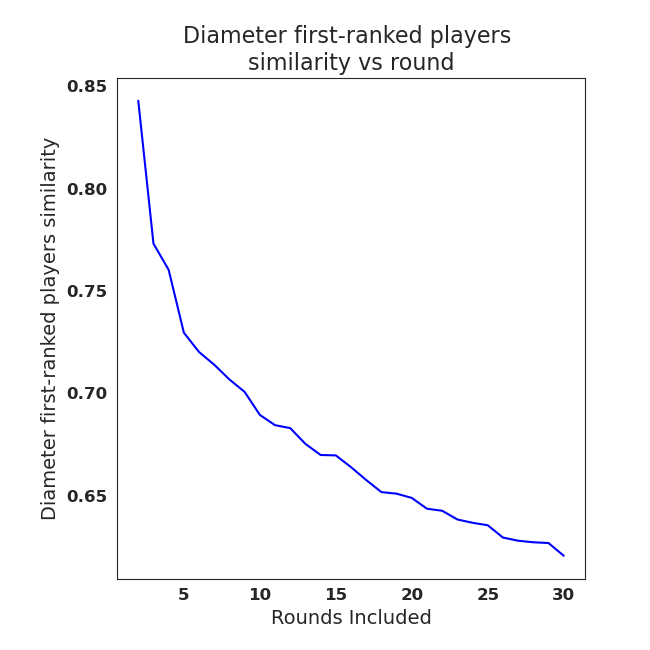 Diameter first-ranked players
similarity vs round
Diameter first-ranked players similarity
0.85
0.80
0.75
0.70
0.65
5 10 15 20 25 30
Rounds Included